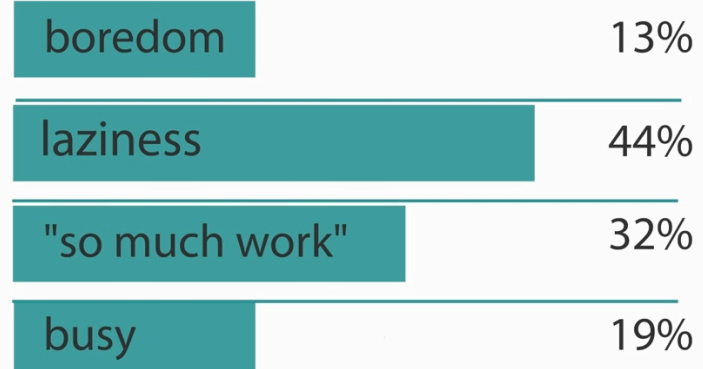 boredom 13%
laziness 44%
"so much work" 32%
busy 19%